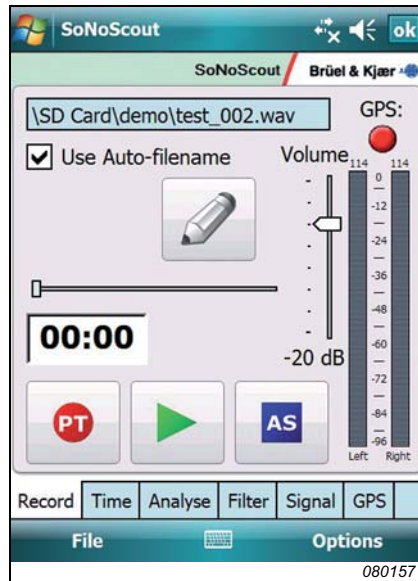 SoNoScout
ok
SoNoScout Brüel & Kjær
\SD Card\demo\test_002.wav
GPS:
Use Auto-filename
Volume
114 114
0
-12
-24
-36
-48
-60
-72
-84
-96
Left Right
-20 dB
00:00
PT
AS
Record Time Analyse Filter Signal GPS
File Options
080157